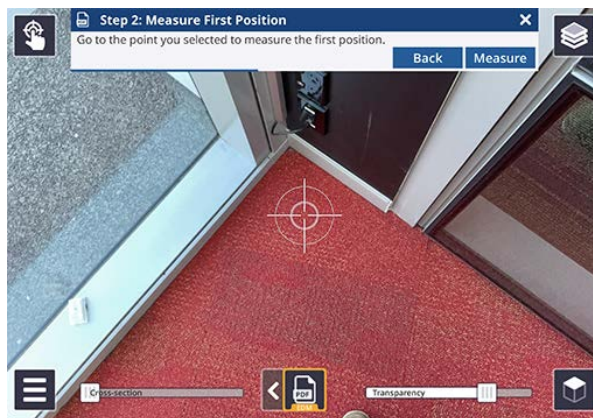 Step 2: Measure First Position
Go to the point you selected to measure the first position.
Back Measure
Cross-section
PDF
EDM
Transparency